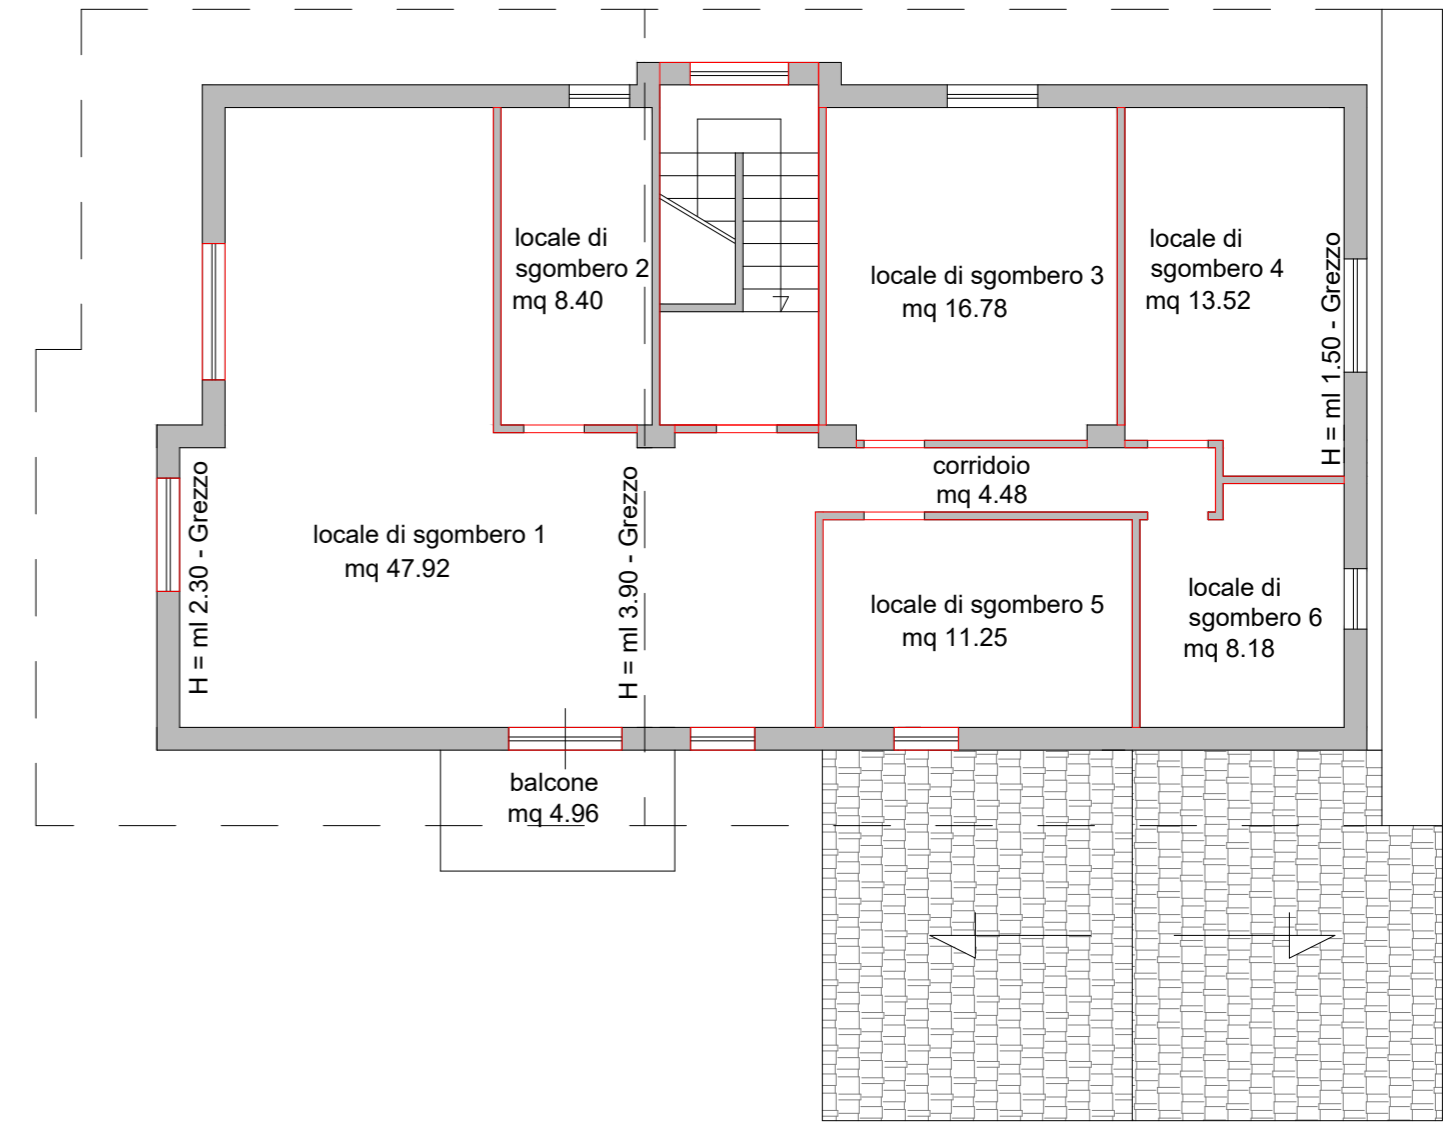 locale di
sgombero 2
mq 8.40
locale di sgombero 3
mq 16.78
locale di
sgombero 4
mq 13.52
H = ml 1.50 - Grezzo
corridoio
mq 4.48
H = ml 2.30 - Grezzo
locale di sgombero 1
mq 47.92
H = ml 3.90 - Grezzo
locale di sgombero 5
mq 11.25
locale di
sgombero 6
mq 8.18
balcone
mq 4.96